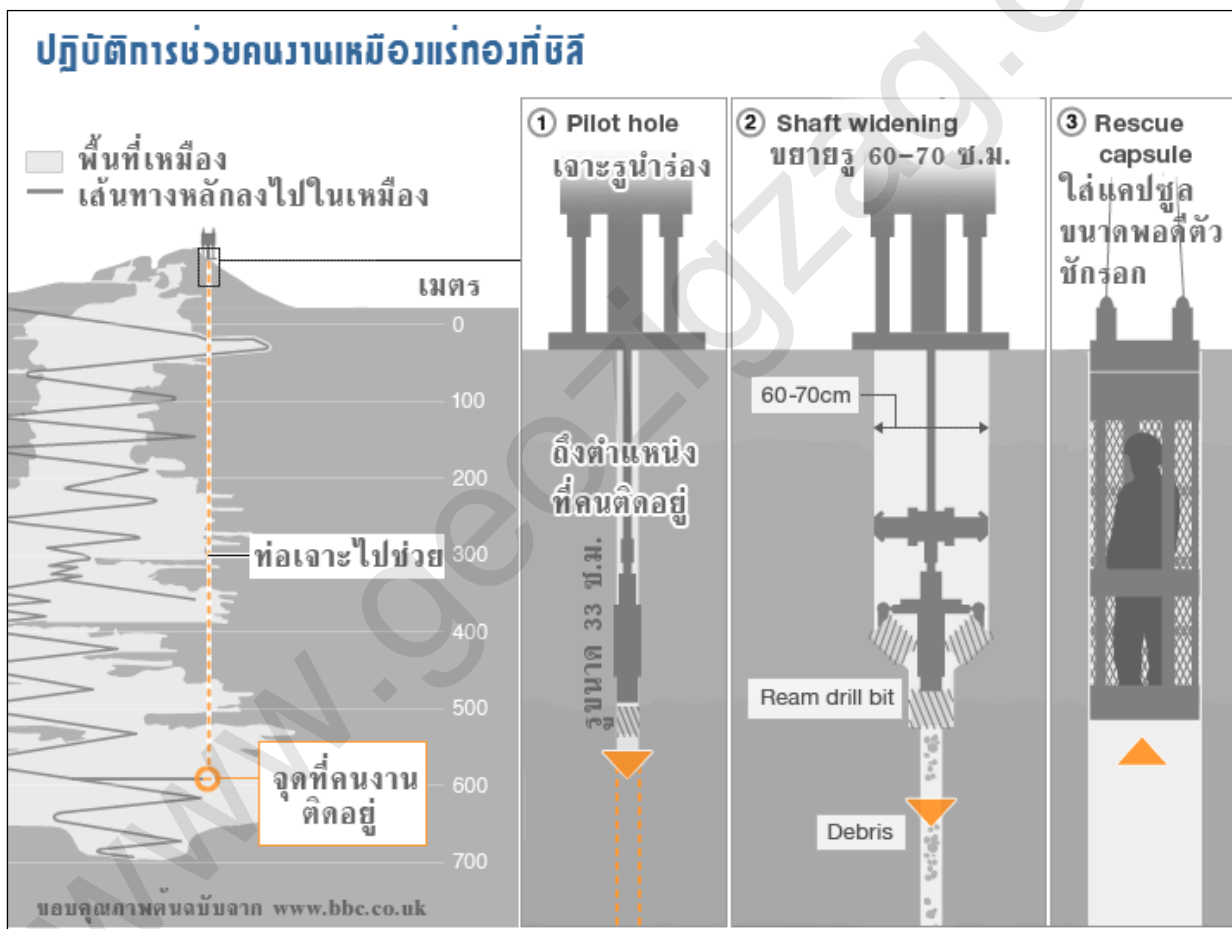 ปฏิบัติการช่วยคนงานเหมืองแร่ทองที่ชิลี
พื้นที่เหมือง
เส้นทางหลักลงไปในเหมือง
เมตร
0
100
200
300
400
500
600
700
ท่อเจาะไปช่วย
จุดที่คนงาน
ติดอยู่
ขอบคุณภาพต้นฉบับจาก www.bbc.co.uk
1 Pilot hole
เจาะรูนำร่อง
ถึงตำแหน่ง
ที่คนติดอยู่
รูขนาด 33 ซ.ม.
2 Shaft widening
ขยายรู 60-70 ซ.ม.
60-70cm
Ream drill bit
Debris
3 Rescue
capsule
ใส่แคปซูล
ขนาดพอดีตัว
ชักรอก
www.geozigzag.c